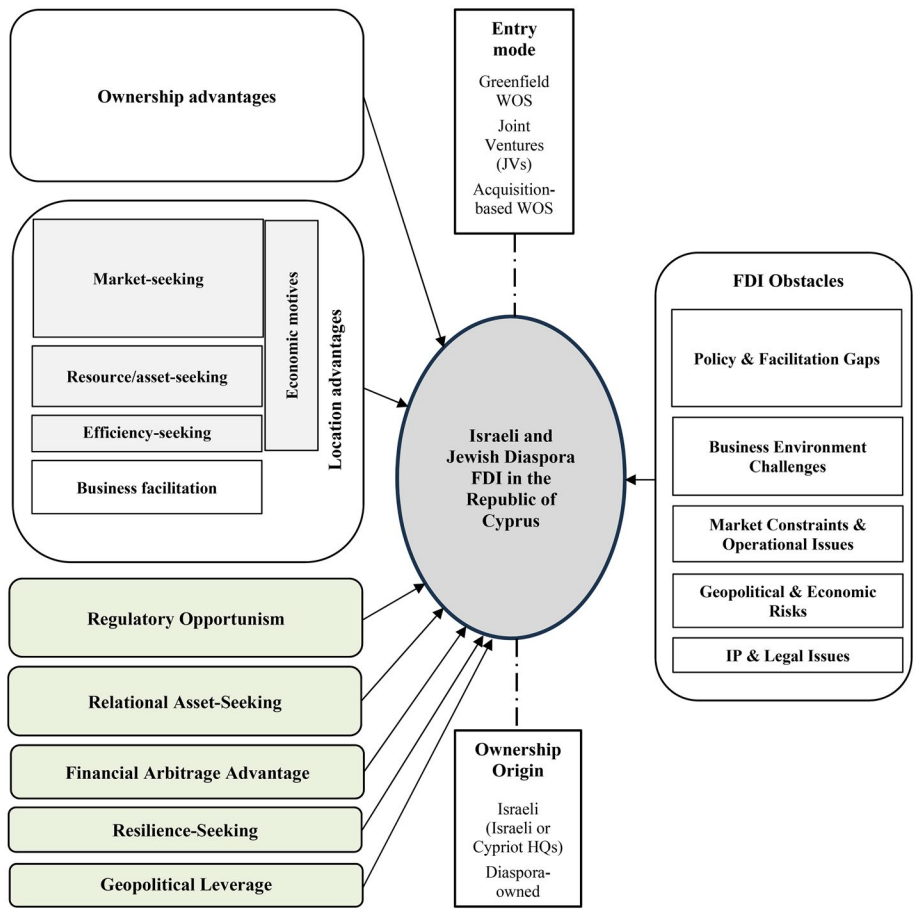 Ownership advantages
Market-seeking
Resource/asset-seeking
Efficiency-seeking
Business facilitation
Economic motives
Location advantages
Regulatory Opportunism
Relational Asset-Seeking
Financial Arbitrage Advantage
Resilience-Seeking
Geopolitical Leverage
Entry
mode
Greenfield
WOS
Joint
Ventures
(JVs)
Acquisition-
based WOS
Israeli and
Jewish Diaspora
FDI in the
Republic of
Cyprus
Ownership
Origin
Israeli
(Israeli or
Cypriot HQs)
Diaspora-
owned
FDI Obstacles
Policy & Facilitation Gaps
Business Environment
Challenges
Market Constraints &
Operational Issues
Geopolitical & Economic
Risks
IP & Legal Issues